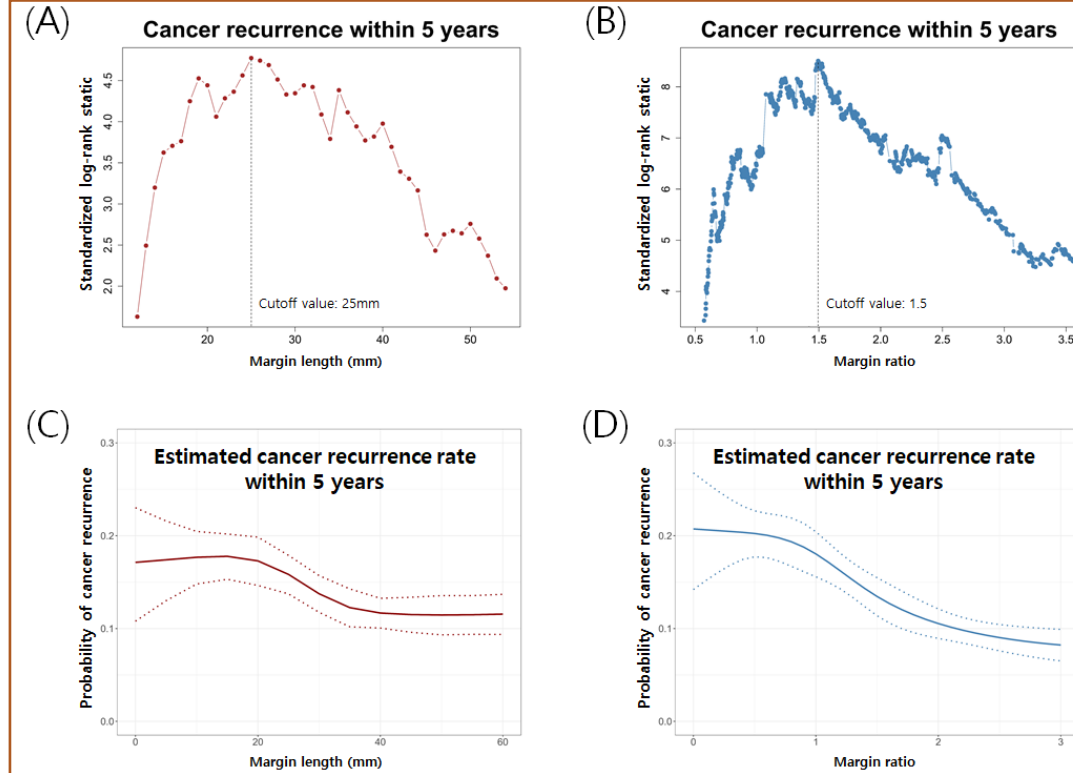 (A)
Cancer recurrence within 5 years
Standardized log-rank static
4.5
4.0
3.5
3.0
2.5
2.0
Cutoff value: 25mm
20
30
40
50
Margin length (mm)
(B)
Cancer recurrence within 5 years
Standardized log-rank static
8
7
6
5
4
Cutoff value: 1.5
0.5
1.0
1.5
2.0
2.5
3.0
3.5
Margin ratio
(C)
Estimated cancer recurrence rate
within 5 years
Probability of cancer recurrence
0.3
0.2
0.1
0.0
0
20
40
60
Margin length (mm)
(D)
Estimated cancer recurrence rate
within 5 years
Probability of cancer recurrence
0.3
0.2
0.1
0.0
0
1
2
3
Margin ratio